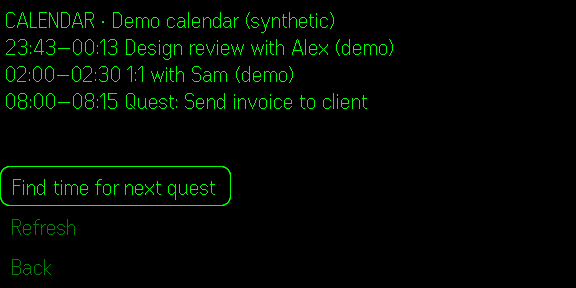 CALENDAR · Demo calendar (synthetic)
23:43–00:13 Design review with Alex (demo)
02:00–02:30 1:1 with Sam (demo)
08:00–08:15 Quest: Send invoice to client
Find time for next quest
Refresh
Back